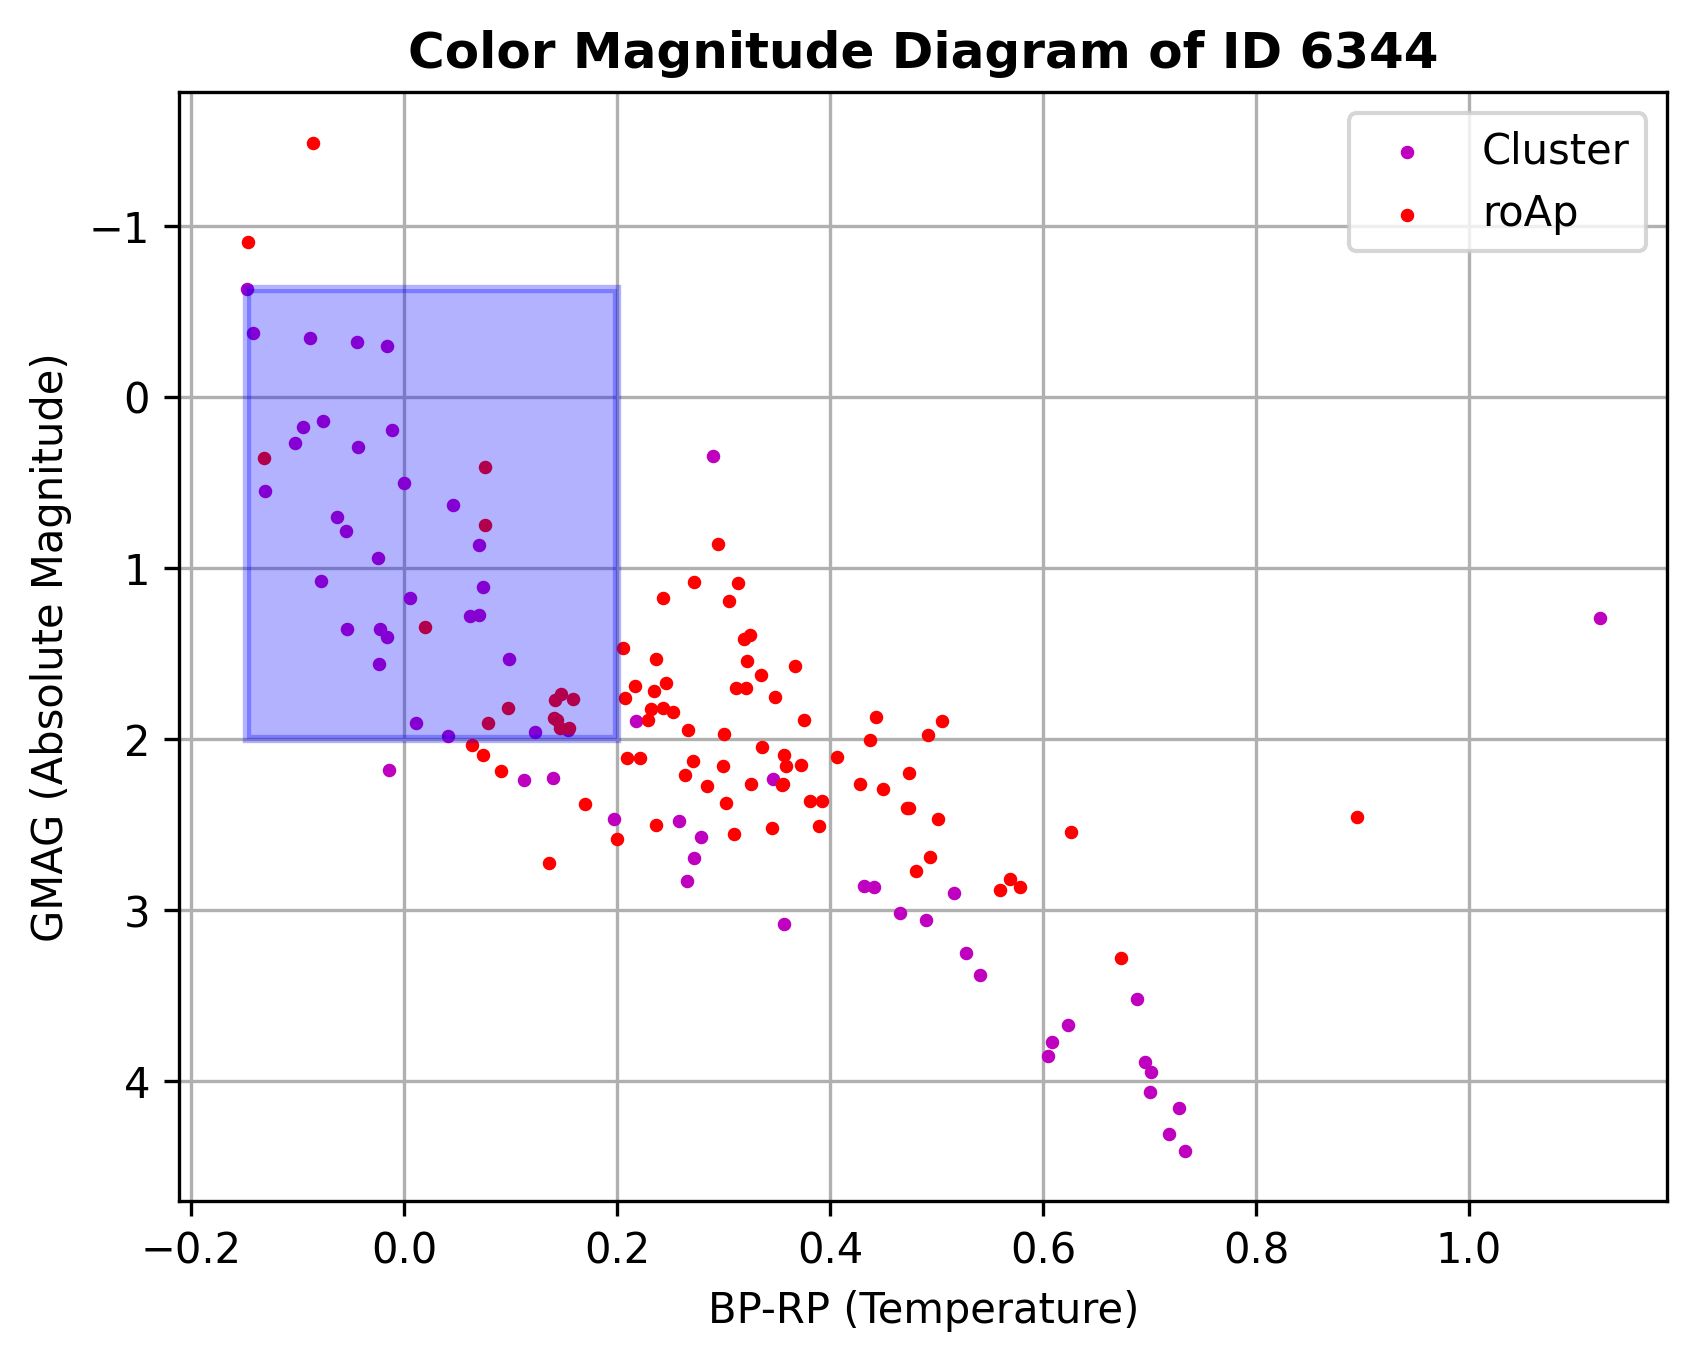 Color Magnitude Diagram of ID 6344
Cluster
roAp
GMAG (Absolute Magnitude)
−1
0
1
2
3
4
−0.2 0.0 0.2 0.4 0.6 0.8 1.0
BP-RP (Temperature)